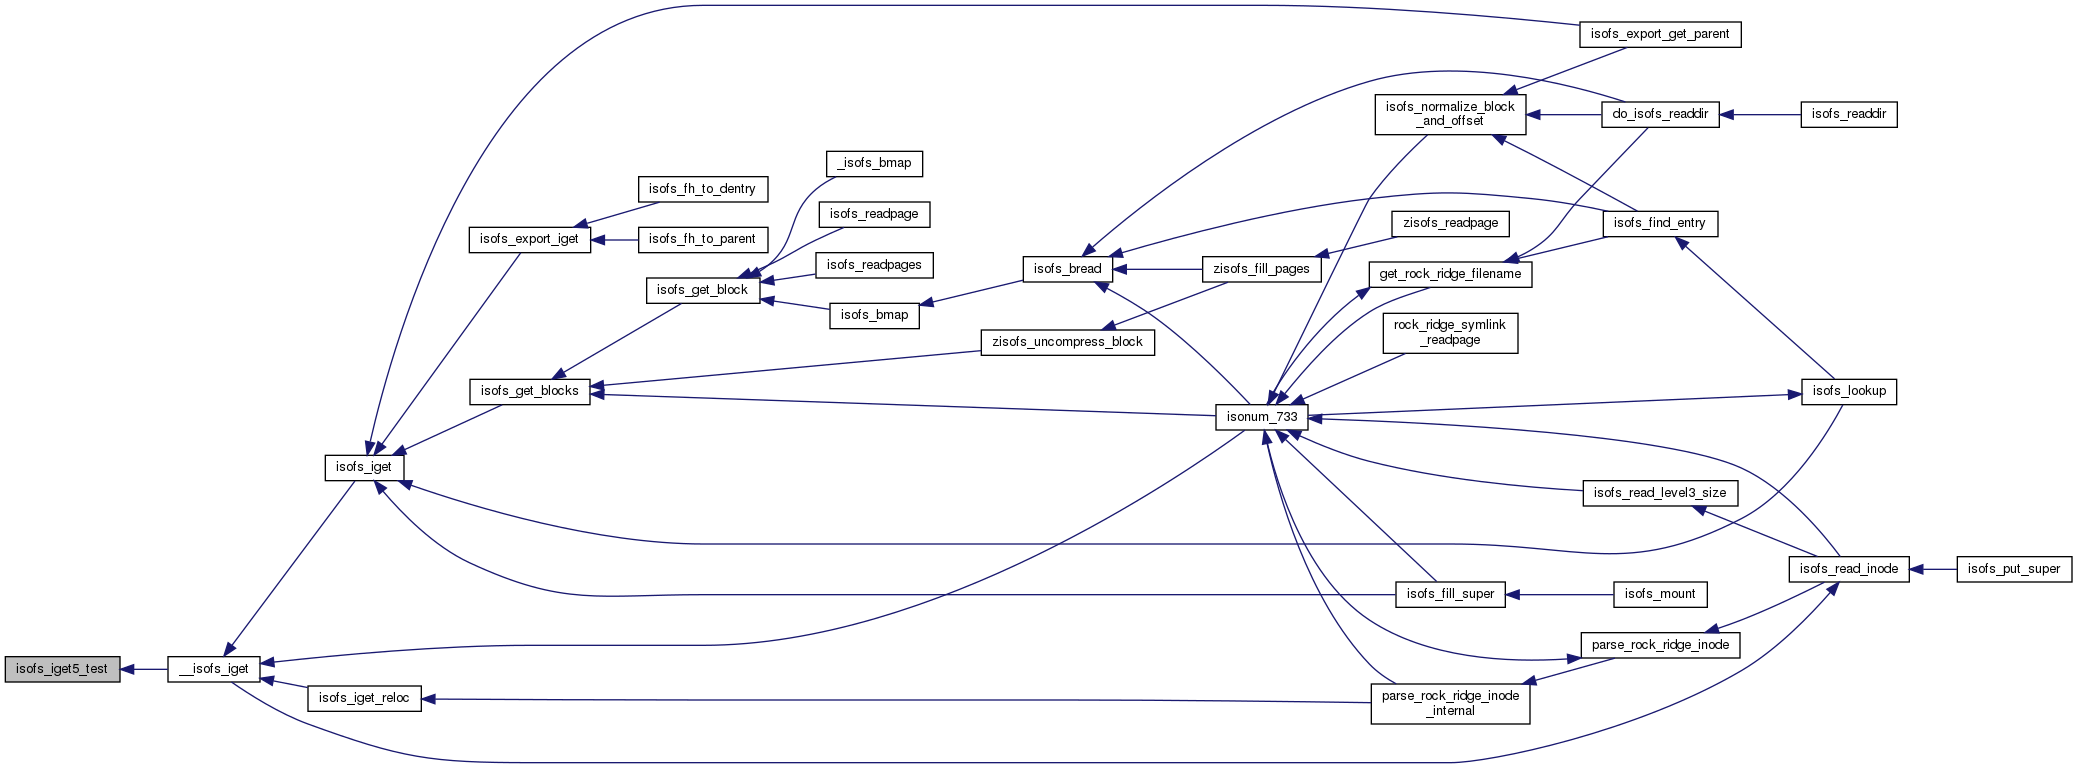 isofs_export_get_parent
isofs_normalize_block
_and_offset
do_isofs_readdir
isofs_readdir
_isofs_bmap
isofs_fh_to_dentry
isofs_readpage
zisofs_readpage
isofs_find_entry
isofs_export_iget
isofs_fh_to_parent
isofs_readpages
isofs_bread
zisofs_fill_pages
get_rock_ridge_filename
isofs_get_block
isofs_bmap
rock_ridge_symlink
_readpage
zisofs_uncompress_block
isofs_get_blocks
isofs_lookup
isonum_733
isofs_iget
isofs_read_level3_size
isofs_read_inode
isofs_put_super
isofs_fill_super
isofs_mount
parse_rock_ridge_inode
isofs_iget5_test
__isofs_iget
isofs_iget_reloc
parse_rock_ridge_inode
_internal